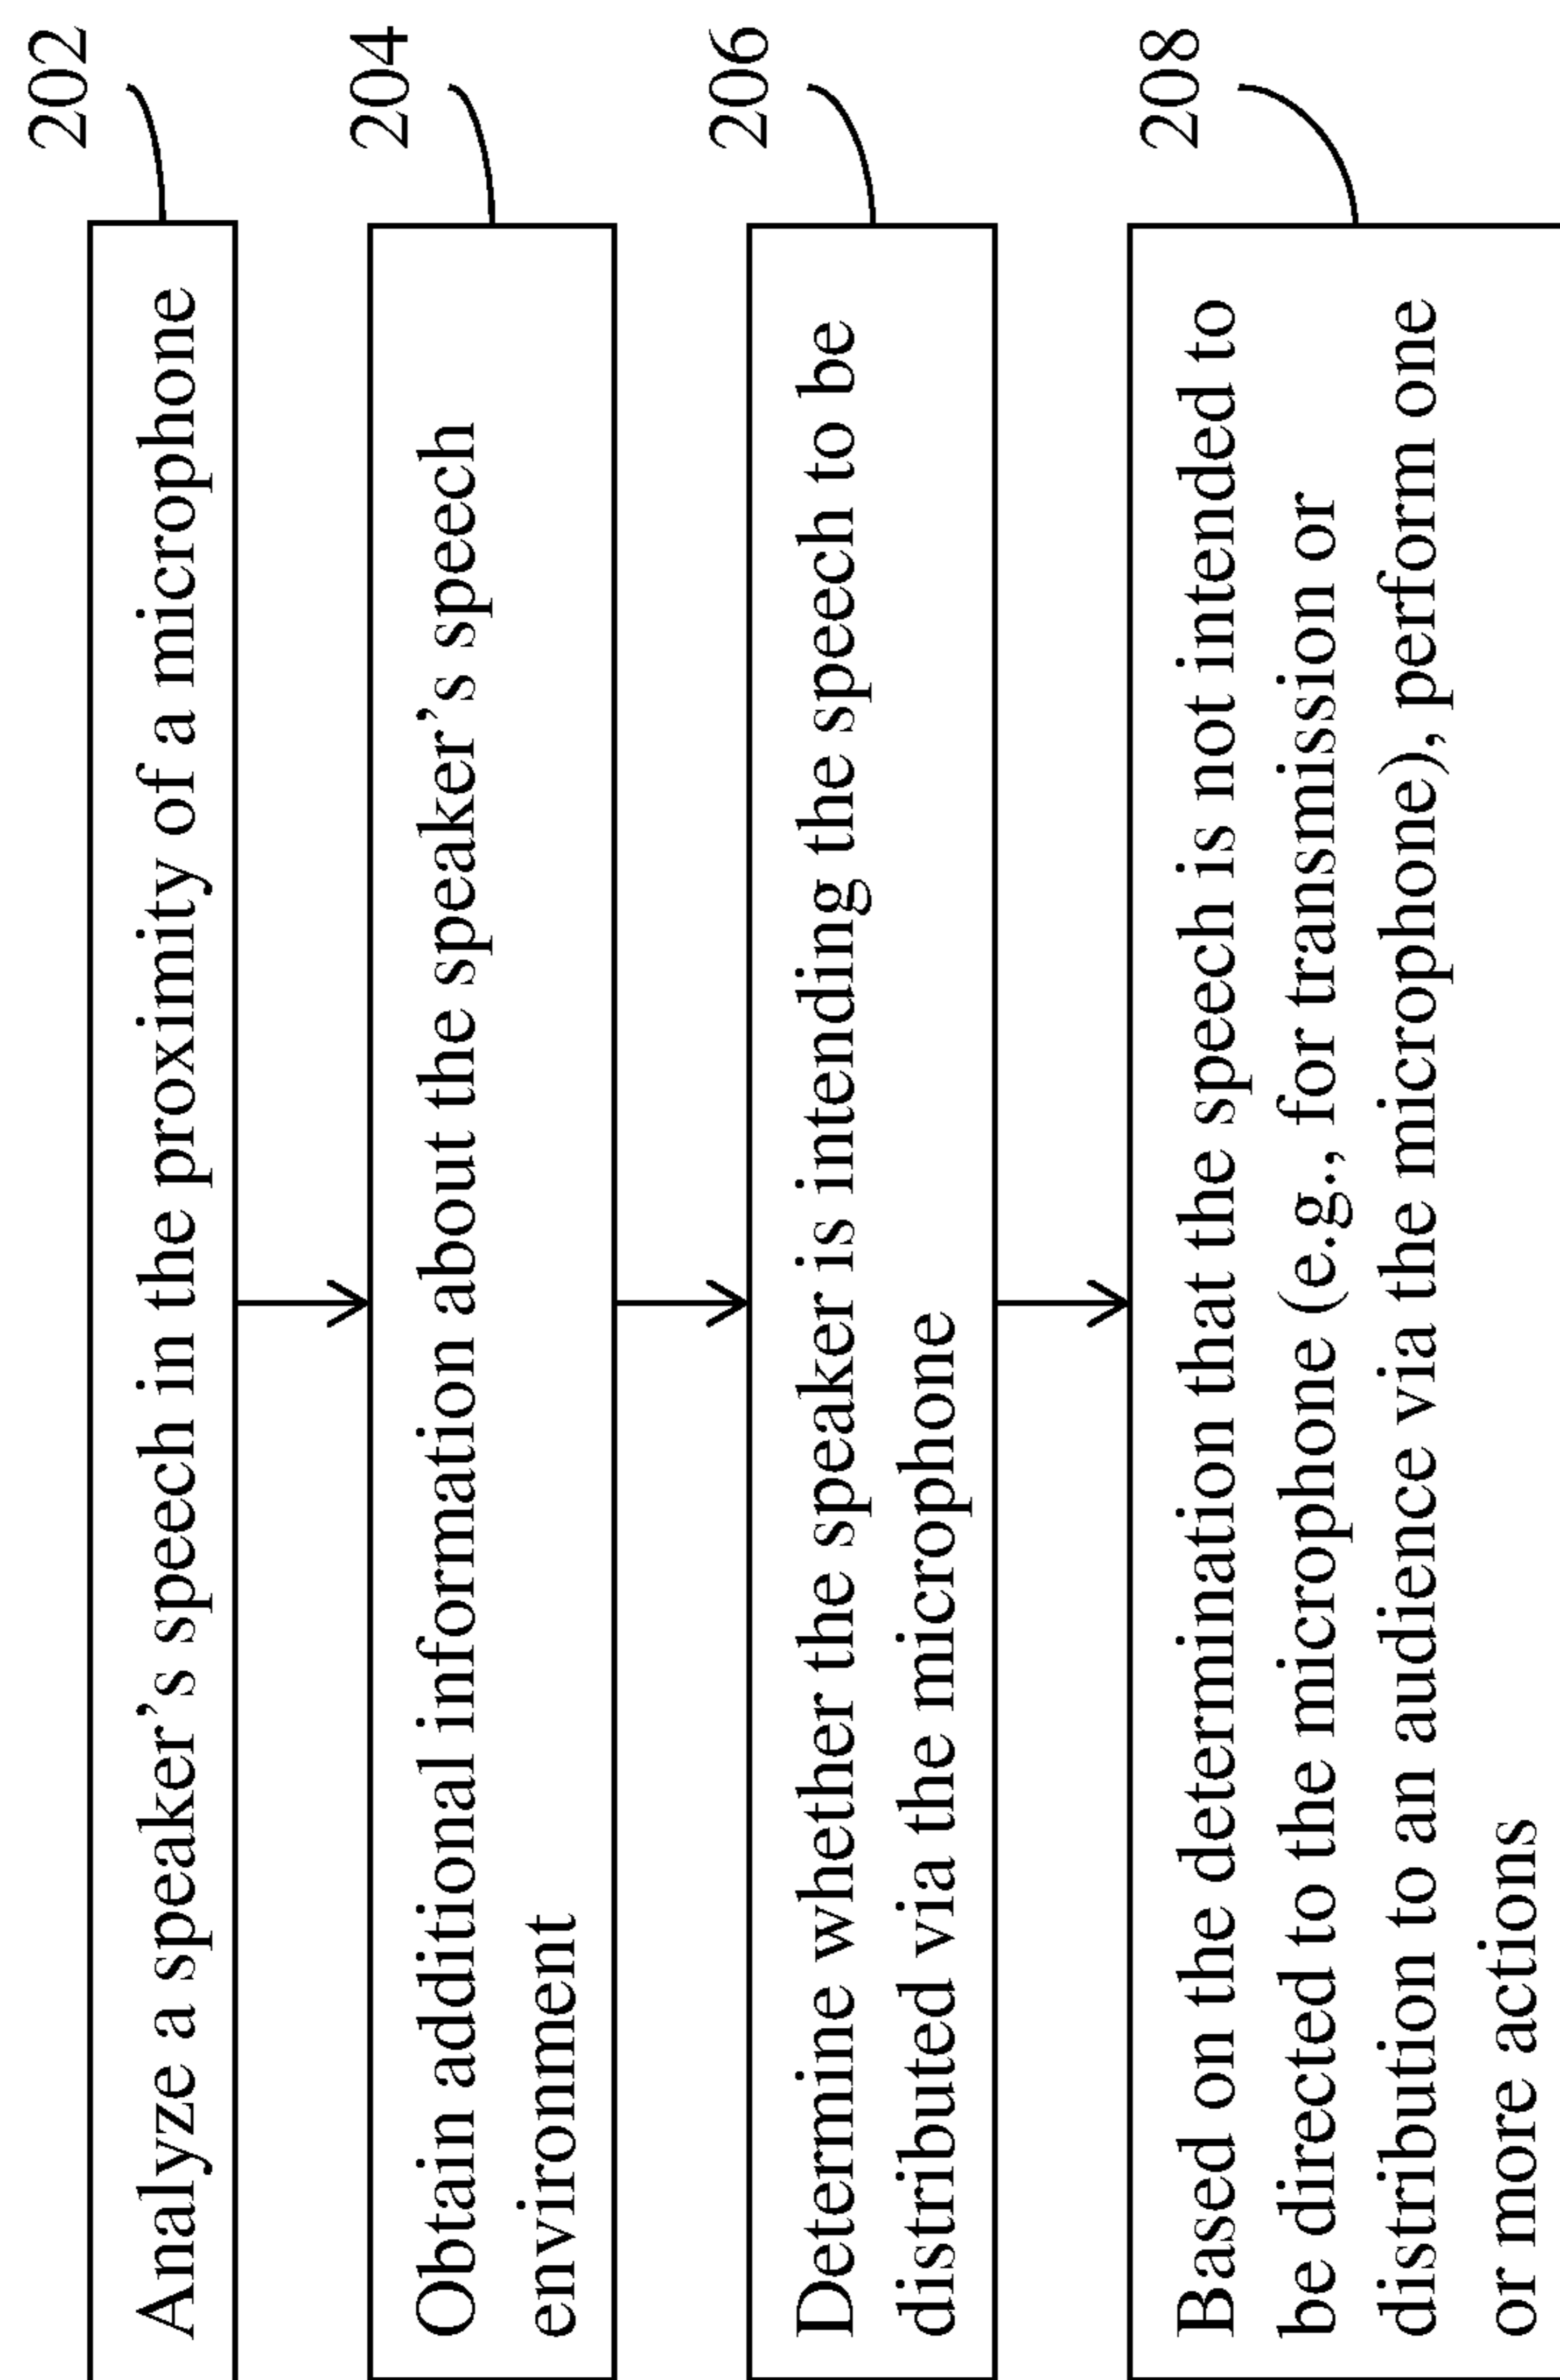 202
Analyze a speaker’s speech in the proximity of a microphone
204
Obtain additional information about the speaker’s speech
environment
206
Determine whether the speaker is intending the speech to be
distributed via the microphone
208
Based on the determination that the speech is not intended to
be directed to the microphone (e.g., for transmission or
distribution to an audience via the microphone), perform one
or more actions